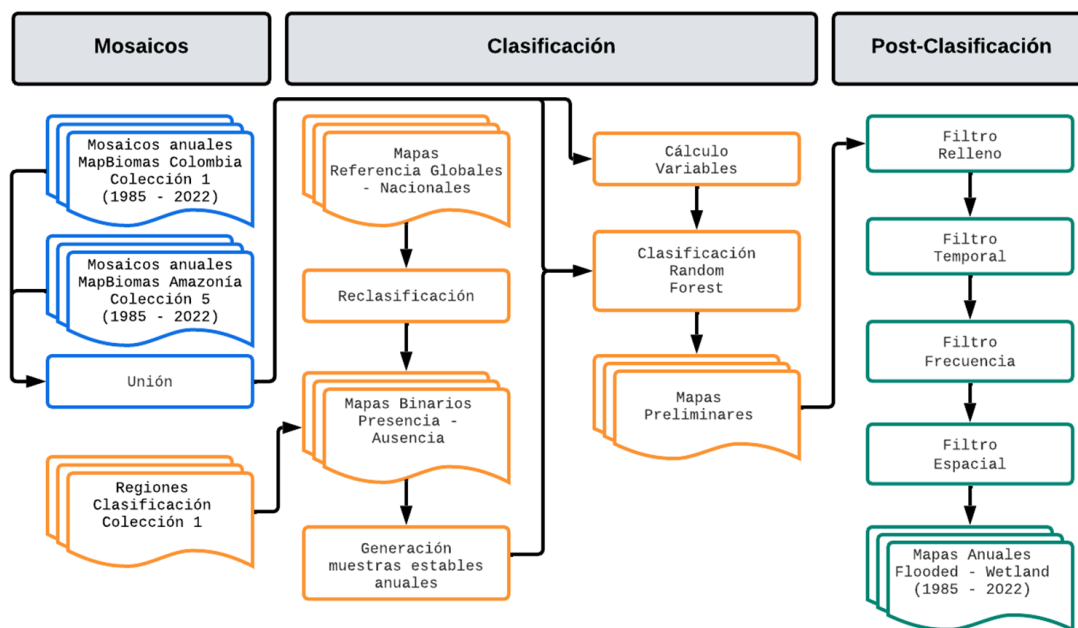 Mosaicos
Clasificación
Post-Clasificación
Mosaicos anuales
MapBiomas Colombia
Colección 1
(1985 - 2022)
Mosaicos anuales
MapBiomas Amazonía
Colección 5
(1985 - 2022)
Unión
Regiones
Clasificación
Colección 1
Mapas
Referencia Globales
- Nacionales
Reclasificación
Mapas Binarios
Presencia -
Ausencia
Generación
muestras estables
anuales
Cálculo
Variables
Clasificación
Random
Forest
Mapas
Preliminares
Filtro
Relleno
Filtro
Temporal
Filtro
Frecuencia
Filtro
Espacial
Mapas Anuales
Flooded - Wetland
(1985 - 2022)